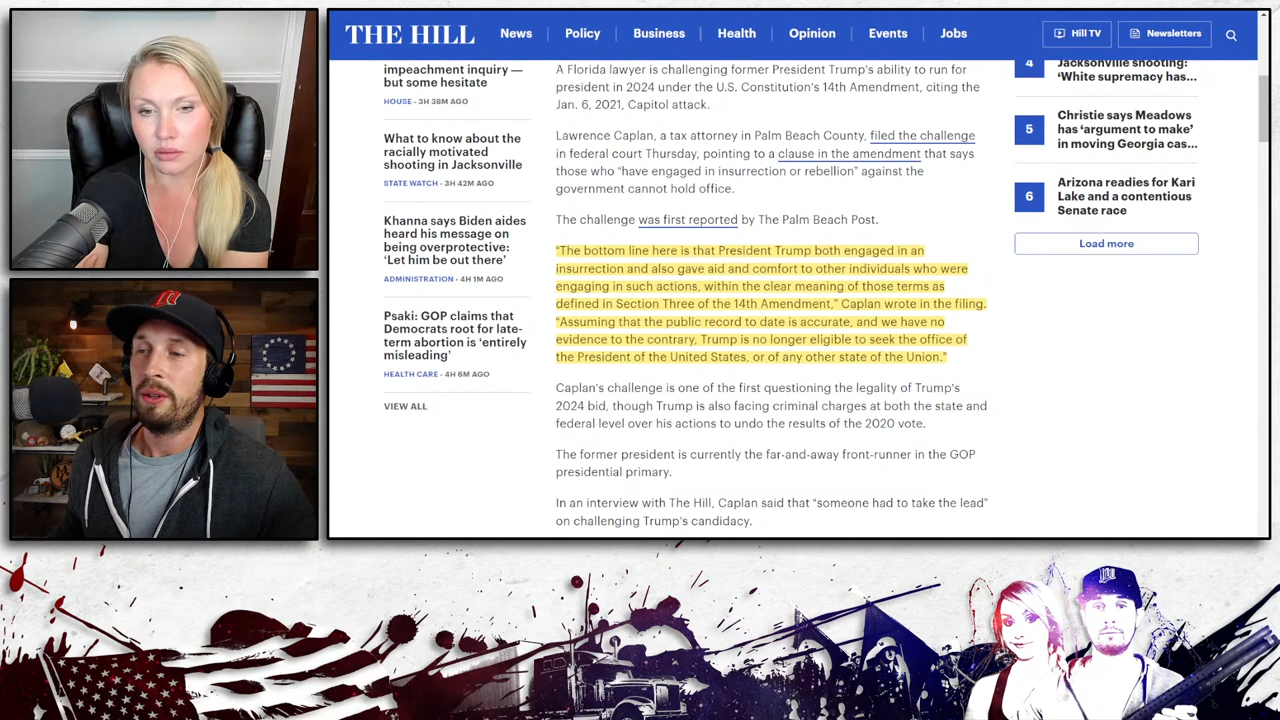 THE HILL
News
Policy
Business
Health
Opinion
Events
Jobs
Hill TV
Newsletters
impeachment inquiry —
but some hesitate
HOUSE - 3H 38M AGO
What to know about the
racially motivated
shooting in Jacksonville
STATE WATCH - 3H 42M AGO
Khanna says Biden aides
heard his message on
being overprotective:
‘Let him be out there’
ADMINISTRATION - 4H 1M AGO
Psaki: GOP claims that
Democrats root for late-
term abortion is ‘entirely
misleading’
HEALTH CARE - 4H 6M AGO
VIEW ALL
A Florida lawyer is challenging former President Trump’s ability to run for
president in 2024 under the U.S. Constitution’s 14th Amendment, citing the
Jan. 6, 2021, Capitol attack.
Lawrence Caplan, a tax attorney in Palm Beach County, filed the challenge
in federal court Thursday, pointing to a clause in the amendment that says
those who “have engaged in insurrection or rebellion” against the
government cannot hold office.
The challenge was first reported by The Palm Beach Post.
“The bottom line here is that President Trump both engaged in an
insurrection and also gave aid and comfort to other individuals who were
engaging in such actions, within the clear meaning of those terms as
defined in Section Three of the 14th Amendment,” Caplan wrote in the filing.
“Assuming that the public record to date is accurate, and we have no
evidence to the contrary, Trump is no longer eligible to seek the office of
the President of the United States, or of any other state of the Union.”
Caplan’s challenge is one of the first questioning the legality of Trump’s
2024 bid, though Trump is also facing criminal charges at both the state and
federal level over his actions to undo the results of the 2020 vote.
The former president is currently the far-and-away front-runner in the GOP
presidential primary.
In an interview with The Hill, Caplan said that “someone had to take the lead”
on challenging Trump’s candidacy.
4
Jacksonville shooting:
‘White supremacy has...
5
Christie says Meadows
has ‘argument to make’
in moving Georgia cas...
6
Arizona readies for Kari
Lake and a contentious
Senate race
Load more